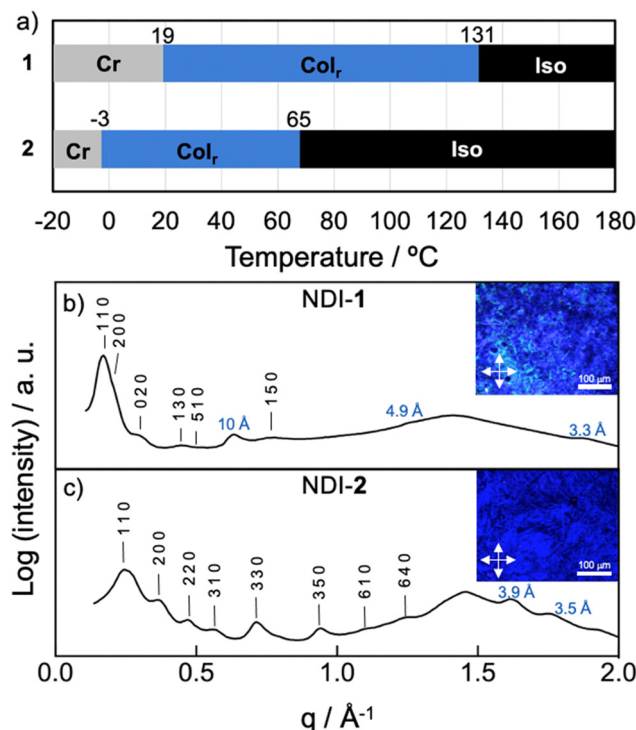 a)
19 131
1 Cr Colr Iso
-3 65
2 Cr Colr Iso
-20 0 20 40 60 80 100 120 140 160 180
Temperature / ºC
b) NDI-1
110
200
020
130
510
10 Å
150
4.9 Å
3.3 Å
100 µm
c) NDI-2
110
200
220
310
330
350
610
640
3.9 Å
3.5 Å
100 µm
Log (intensity) / a. u.
0.0 0.5 1.0 1.5 2.0
q / Å-1